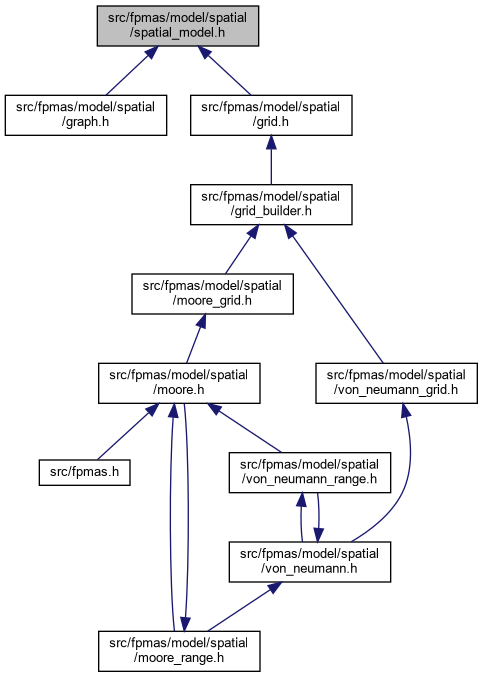 src/fpmas/model/spatial
/spatial_model.h
src/fpmas/model/spatial
/graph.h
src/fpmas/model/spatial
/grid.h
src/fpmas/model/spatial
/grid_builder.h
src/fpmas/model/spatial
/moore_grid.h
src/fpmas/model/spatial
/moore.h
src/fpmas/model/spatial
/von_neumann_grid.h
src/fpmas.h
src/fpmas/model/spatial
/von_neumann_range.h
src/fpmas/model/spatial
/von_neumann.h
src/fpmas/model/spatial
/moore_range.h